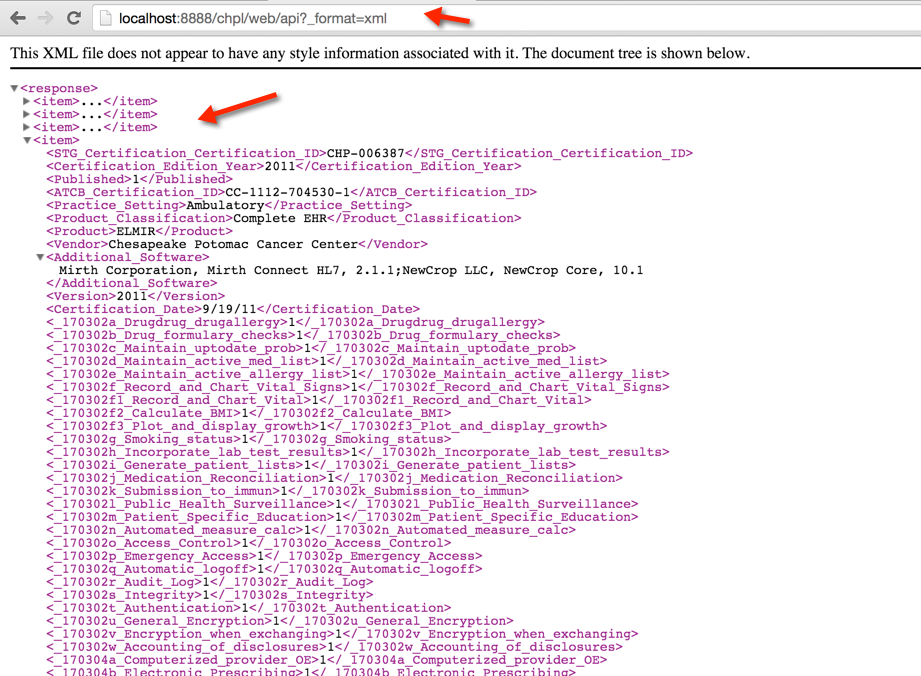 localhost:8888/chpl/web/api?_format=xml
This XML file does not appear to have any style information associated with it. The document tree is shown below.
▼<response>
▶<item>...</item>
▶<item>...</item>
▶<item>...</item>
▼<item>
<STG_Certification_Certification_ID>CHP-006387</STG_Certification_Certification_ID>
<Certification_Edition_Year>2011</Certification_Edition_Year>
<Published>1</Published>
<ATCB_Certification_ID>CC-1112-704530-1</ATCB_Certification_ID>
<Practice_Setting>Ambulatory</Practice_Setting>
<Product_Classification>Complete EHR</Product_Classification>
<Product>ELMIR</Product>
<Vendor>Chesapeake Potomac Cancer Center</Vendor>
▼<Additional_Software>
Mirth Corporation, Mirth Connect HL7, 2.1.1;NewCrop LLC, NewCrop Core, 10.1
</Additional_Software>
<Version>2011</Version>
<Certification_Date>9/19/11</Certification_Date>
<_170302a_Drugdrug_drugallergy>1</_170302a_Drugdrug_drugallergy>
<_170302b_Drug_formulary_checks>1</_170302b_Drug_formulary_checks>
<_170302c_Maintain_uptodate_prob>1</_170302c_Maintain_uptodate_prob>
<_170302d_Maintain_active_med_list>1</_170302d_Maintain_active_med_list>
<_170302e_Maintain_active_allergy_list>1</_170302e_Maintain_active_allergy_list>
<_170302f_Record_and_Chart_Vital_Signs>1</_170302f_Record_and_Chart_Vital_Signs>
<_170302f1_Record_and_Chart_Vital>1</_170302f1_Record_and_Chart_Vital>
<_170302f2_Calculate_BMI>1</_170302f2_Calculate_BMI>
<_170302f3_Plot_and_display_growth>1</_170302f3_Plot_and_display_growth>
<_170302g_Smoking_status>1</_170302g_Smoking_status>
<_170302h_Incorporate_lab_test_results>1</_170302h_Incorporate_lab_test_results>
<_170302i_Generate_patient_lists>1</_170302i_Generate_patient_lists>
<_170302j_Medication_Reconciliation>1</_170302j_Medication_Reconciliation>
<_170302k_Submission_to_immun>1</_170302k_Submission_to_immun>
<_170302l_Public_Health_Surveillance>1</_170302l_Public_Health_Surveillance>
<_170302m_Patient_Specific_Education>1</_170302m_Patient_Specific_Education>
<_170302n_Automated_measure_calc>1</_170302n_Automated_measure_calc>
<_170302o_Access_Control>1</_170302o_Access_Control>
<_170302p_Emergency_Access>1</_170302p_Emergency_Access>
<_170302q_Automatic_logoff>1</_170302q_Automatic_logoff>
<_170302r_Audit_Log>1</_170302r_Audit_Log>
<_170302s_Integrity>1</_170302s_Integrity>
<_170302t_Authentication>1</_170302t_Authentication>
<_170302u_General_Encryption>1</_170302u_General_Encryption>
<_170302v_Encryption_when_exchanging>1</_170302v_Encryption_when_exchanging>
<_170302w_Accounting_of_disclosures>1</_170302w_Accounting_of_disclosures>
<_170304a_Computerized_provider_OE>1</_170304a_Computerized_provider_OE>
<_170304b_Electronic_Prescribing>1</_170304b_Electronic_Prescribing>